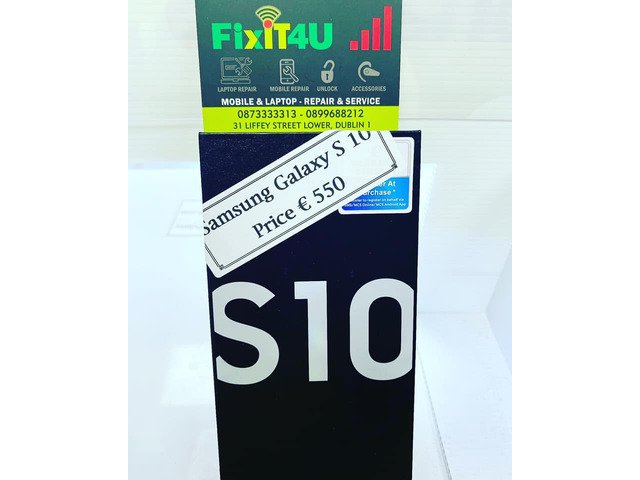 FixiT4U
LAPTOP REPAIR MOBILE REPAIR UNLOCK ACCESSORIES
MOBILE & LAPTOP - REPAIR & SERVICE
0873333313 - 0899688212
31 LIFFEY STREET LOWER, DUBLIN 1
Samsung Galaxy S 10
Price € 550
At
S10